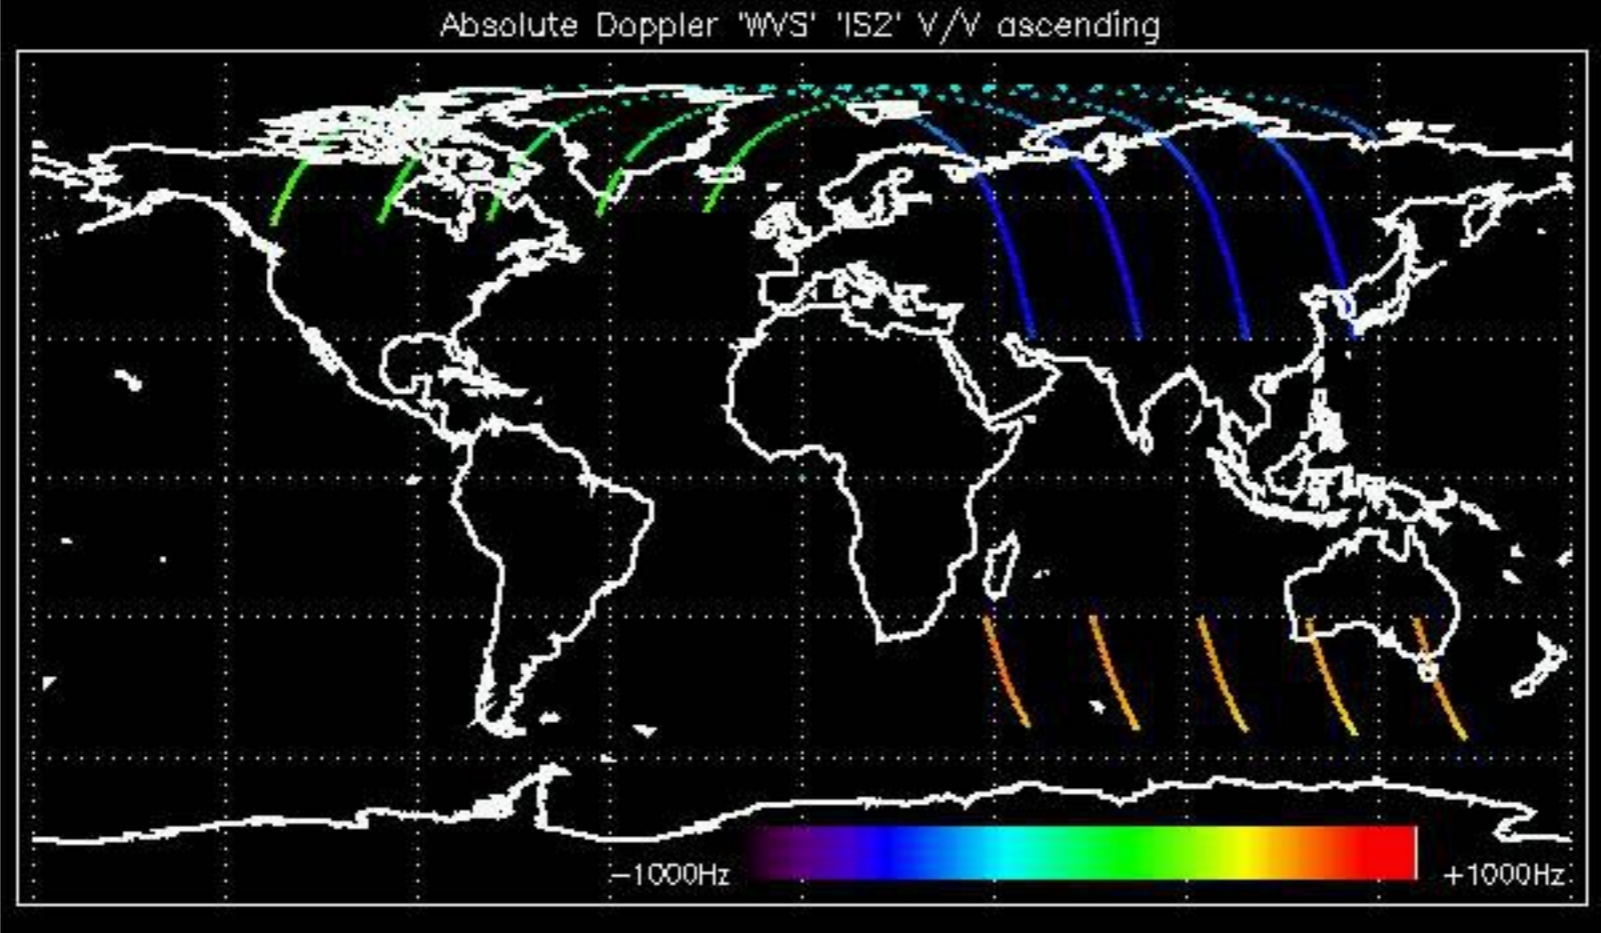 Absolute Doppler 'WVS' 'IS2' V/V ascending
-1000Hz +1000Hz